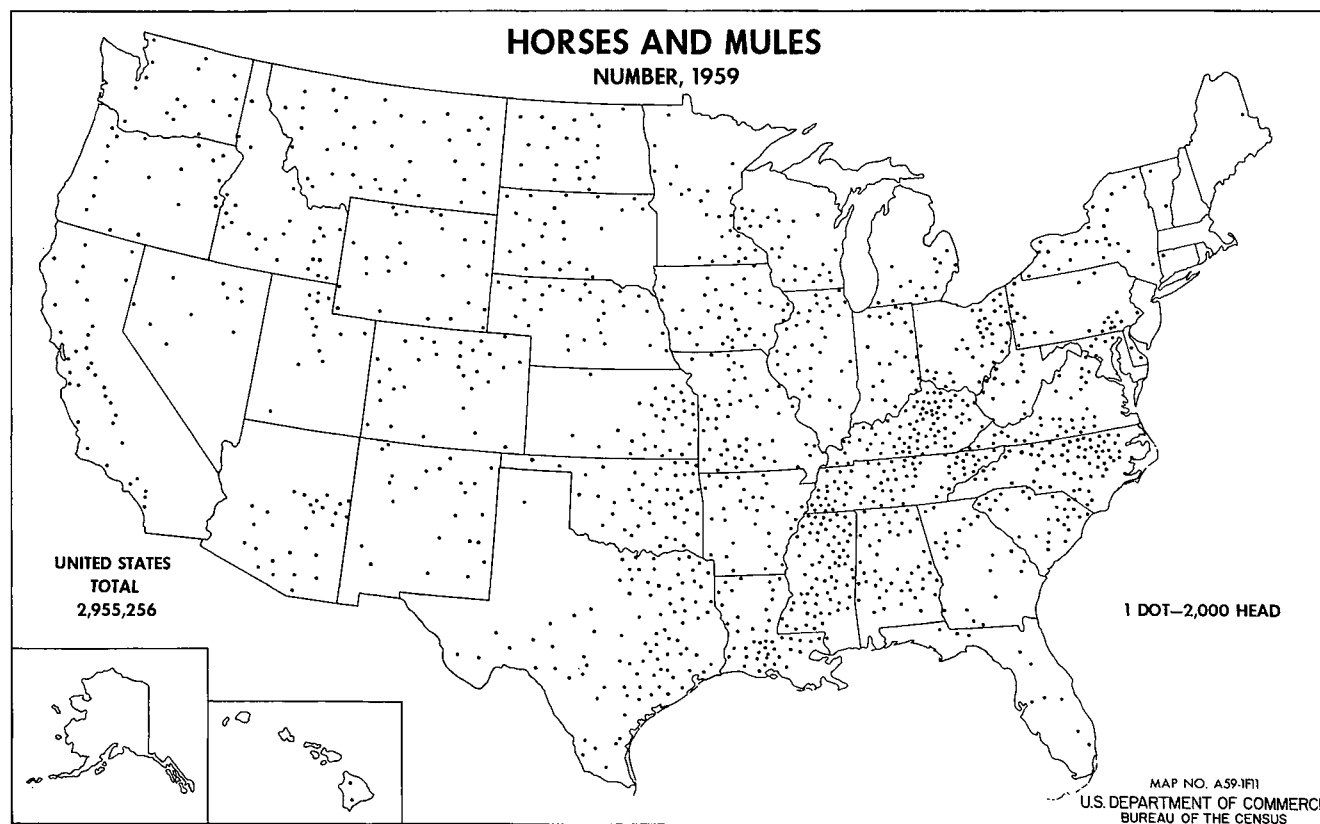 HORSES AND MULES
NUMBER, 1959
UNITED STATES
TOTAL
2,955,256
1 DOT—2,000 HEAD
MAP NO. A59-1F11
U.S. DEPARTMENT OF COMMERCE
BUREAU OF THE CENSUS